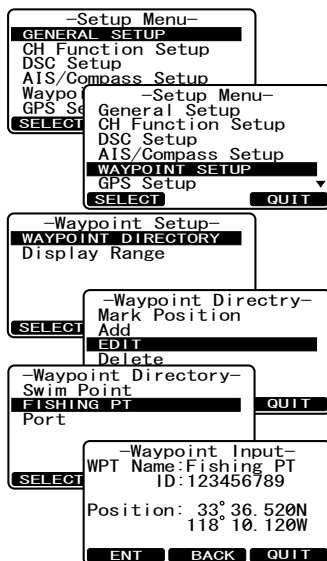 -Setup Menu-
GENERAL SETUP
CH Function Setup
DSC Setup
AIS/Compass Setup
Waypoi
GPS Se
SELECT
-Setup Menu-
General Setup
CH Function Setup
DSC Setup
AIS/Compass Setup
WAYPOINT SETUP
GPS Setup ▼
SELECT QUIT
-Waypoint Setup-
WAYPOINT DIRECTORY
Display Range
SELECT
-Waypoint Directry-
Mark Position
Add
EDIT
Delete
QUIT
-Waypoint Directory-
Swim Point
FISHING PT
Port
SELECT
-Waypoint Input-
WPT Name:Fishing PT
ID:123456789
Position: 33°36.520N
118°10.120W
ENT BACK QUIT